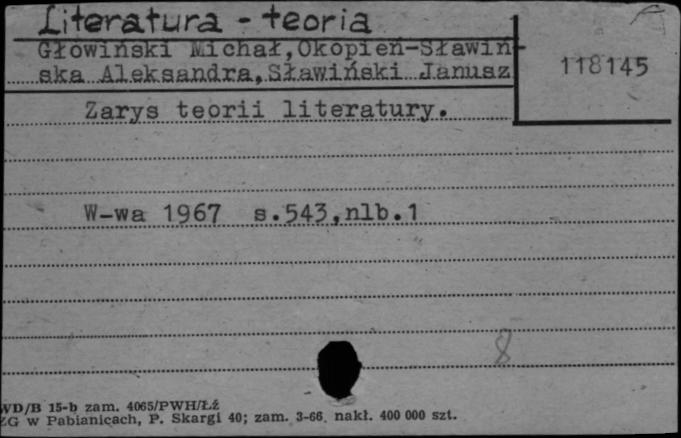 Literatura - teoria
Głowiński Michał,Okopień-Sławiń-
ska Aleksandra,Sławiński Janusz
118145
Zarys teorii literatury.
W-wa 1967 s.543,nlb.1
8
WD/B 15-b zam. 4065/PWH/Łź
ZG w Pabianicach, P. Skargi 40; zam. 3-66. nakł. 400 000 szt.